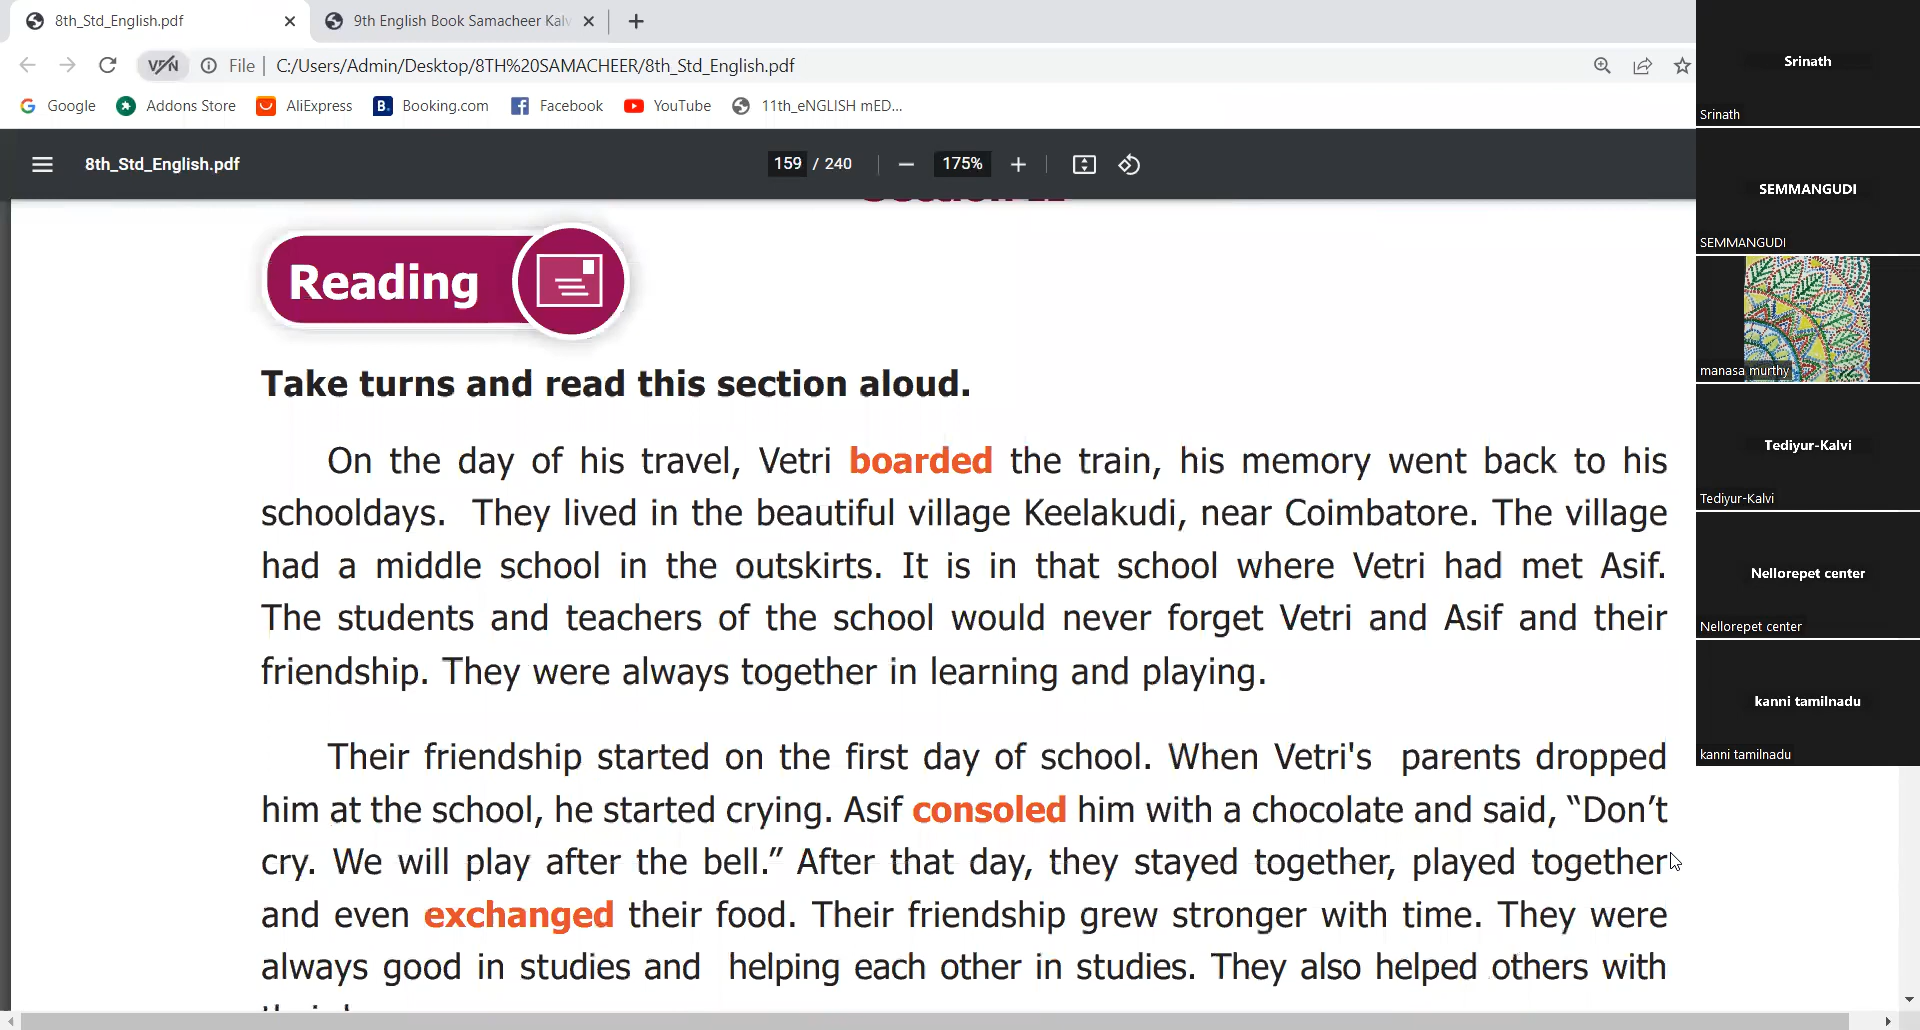 8th_Std_English.pdf
9th English Book Samacheer Kalv
VPN
File
C:/Users/Admin/Desktop/8TH%20SAMACHEER/8th_Std_English.pdf
Google
Addons Store
AliExpress
B.
Booking.com
Facebook
YouTube
11th_eNGLISH mED...
8th_Std_English.pdf
159 / 240
175%
Reading
Take turns and read this section aloud.
On the day of his travel, Vetri boarded the train, his memory went back to his
schooldays. They lived in the beautiful village Keelakudi, near Coimbatore. The village
had a middle school in the outskirts. It is in that school where Vetri had met Asif.
The students and teachers of the school would never forget Vetri and Asif and their
friendship. They were always together in learning and playing.
Their friendship started on the first day of school. When Vetri's parents dropped
him at the school, he started crying. Asif consoled him with a chocolate and said, “Don’t
cry. We will play after the bell.” After that day, they stayed together, played together
and even exchanged their food. Their friendship grew stronger with time. They were
always good in studies and helping each other in studies. They also helped others with
Srinath
Srinath
SEMMANGUDI
SEMMANGUDI
manasa murthy
Tediyur-Kalvi
Tediyur-Kalvi
Nellorepet center
Nellorepet center
kanni tamilnadu
kanni tamilnadu